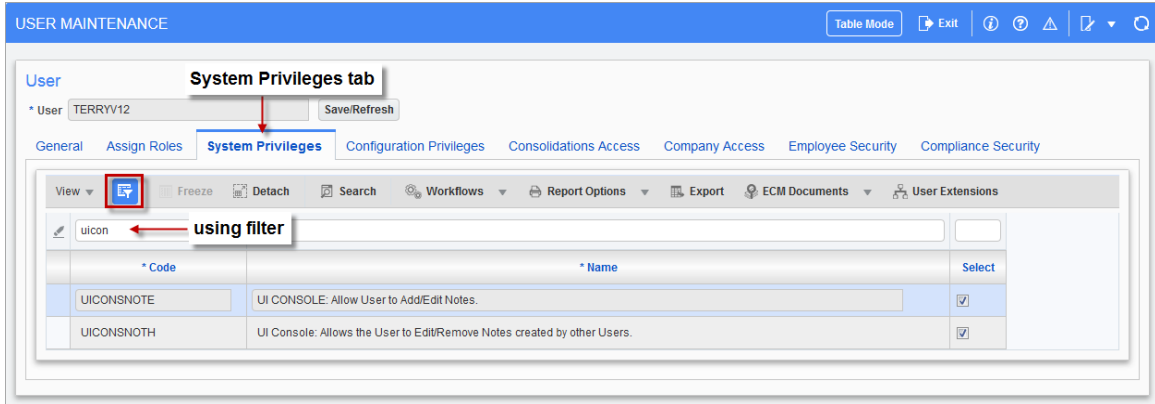 USER MAINTENANCE Table Mode Exit
User
System Privileges tab
* User TERRYV12 Save/Refresh
General Assign Roles System Privileges Configuration Privileges Consolidations Access Company Access Employee Security Compliance Security
View Freeze Detach Search Workflows Report Options Export ECM Documents User Extensions
uicon using filter
* Code * Name Select
UICONSNOTE UI CONSOLE: Allow User to Add/Edit Notes.
UICONSNOTH UI Console: Allows the User to Edit/Remove Notes created by other Users.